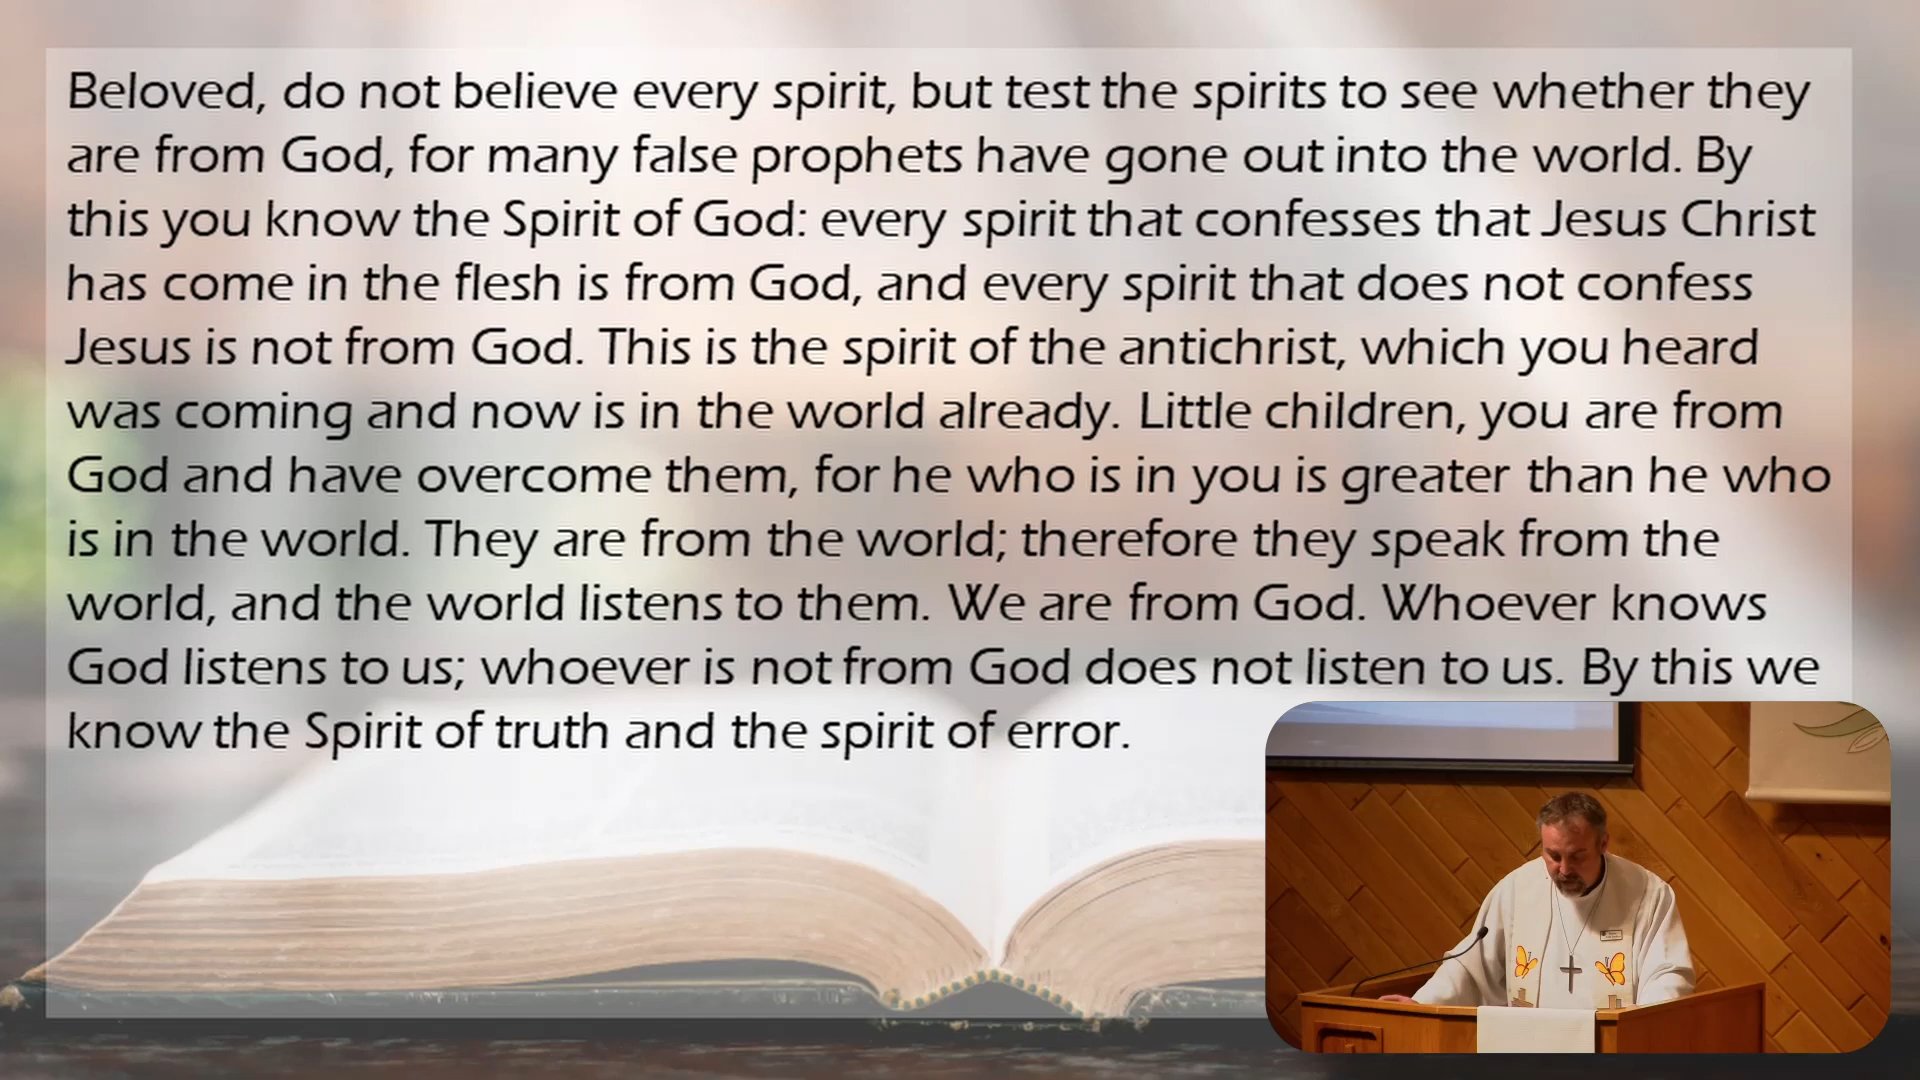 Beloved, do not believe every spirit, but test the spirits to see whether they
are from God, for many false prophets have gone out into the world. By
this you know the Spirit of God: every spirit that confesses that Jesus Christ
has come in the flesh is from God, and every spirit that does not confess
Jesus is not from God. This is the spirit of the antichrist, which you heard
was coming and now is in the world already. Little children, you are from
God and have overcome them, for he who is in you is greater than he who
is in the world. They are from the world; therefore they speak from the
world, and the world listens to them. We are from God. Whoever knows
God listens to us; whoever is not from God does not listen to us. By this we
know the Spirit of truth and the spirit of error.